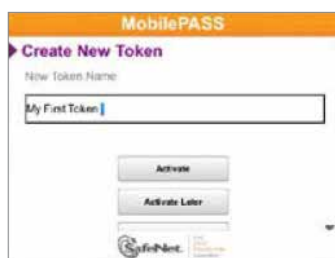 MobilePASS
Create New Token
New Token Name
My First Token
Activate
Activate Later
SafeNet.